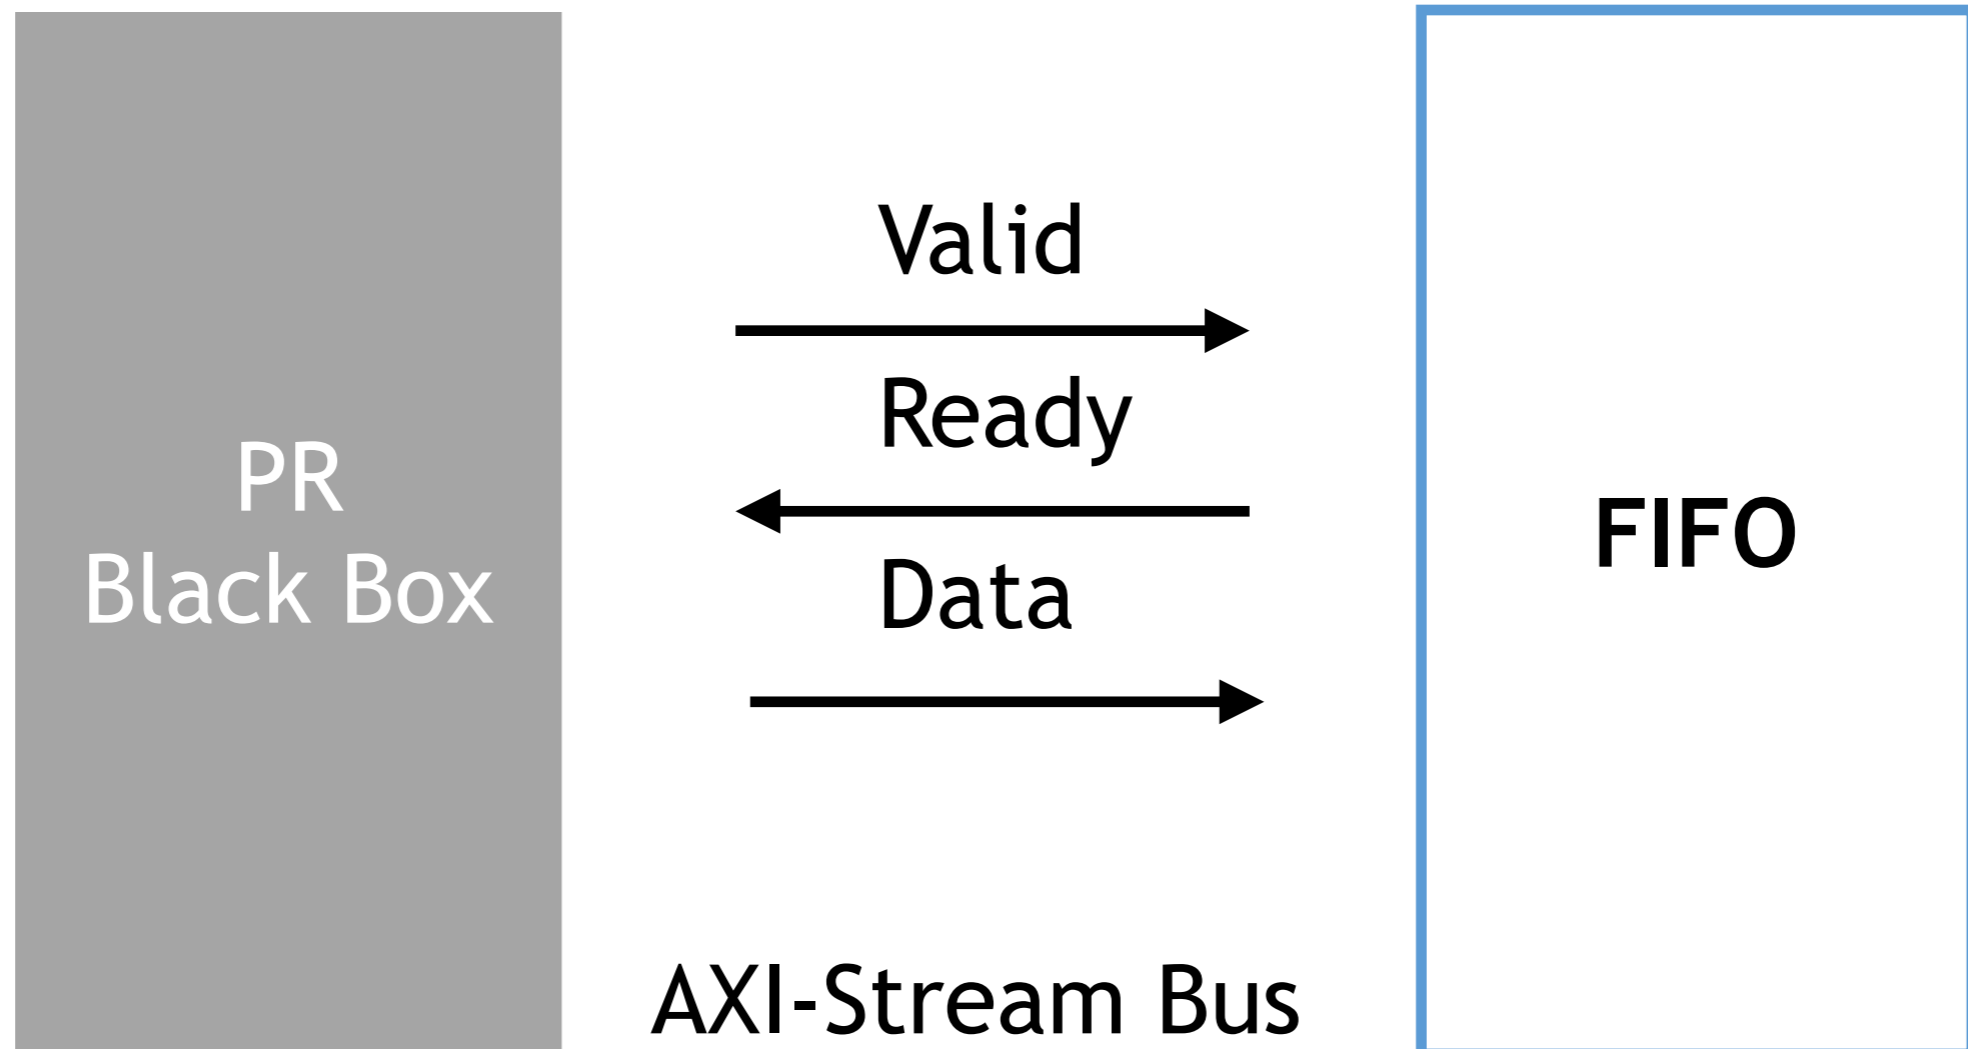 PR
Black Box
Valid
Ready
Data
AXI-Stream Bus
FIFO